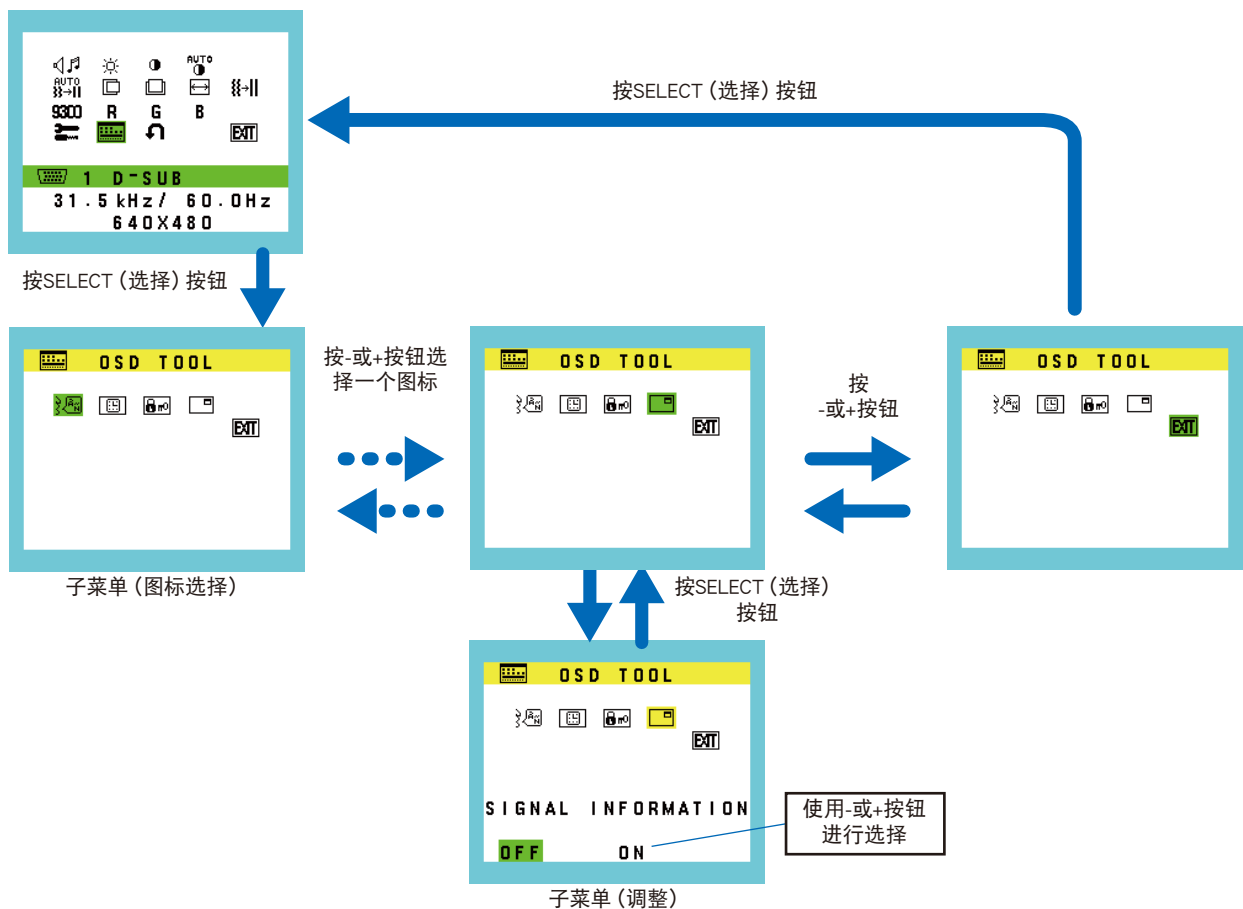 AUTO
AUTO
9300 R G B
EXIT
1 D-SUB
31.5kHz/ 60.0Hz
640X480
按SELECT（选择）按钮
按SELECT（选择）按钮
OSD TOOL
EXIT
子菜单（图标选择）
按-或+按钮选
择一个图标
OSD TOOL
EXIT
按
-或+按钮
OSD TOOL
EXIT
按SELECT（选择）
按钮
OSD TOOL
EXIT
SIGNAL INFORMATION
OFF ON
使用-或+按钮
进行选择
子菜单（调整）